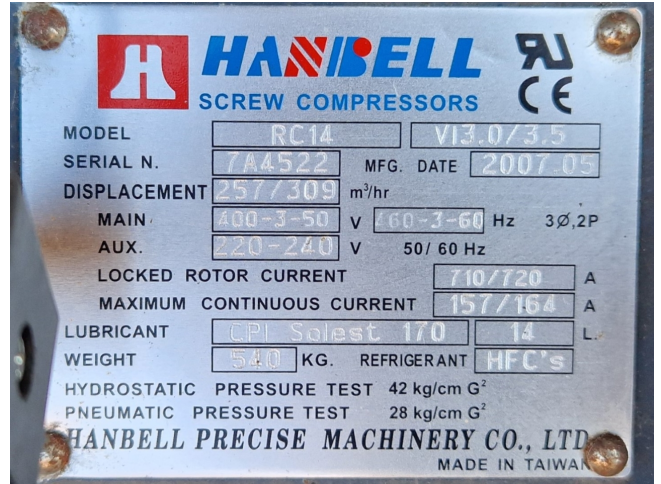 H HANBELL
SCREW COMPRESSORS CE
MODEL RC14 VI3.0/3.5
SERIAL N. 7A4522 MFG. DATE 2007.05
DISPLACEMENT 257/309 m³/hr
MAIN 400-3-50 V 460-3-60 Hz 3Ø,2P
AUX. 220-240 V 50/ 60 Hz
LOCKED ROTOR CURRENT 710/720 A
MAXIMUM CONTINUOUS CURRENT 157/164 A
LUBRICANT CPI Solest 170 14 L.
WEIGHT 540 KG. REFRIGERANT HFC's
HYDROSTATIC PRESSURE TEST 42 kg/cm G²
PNEUMATIC PRESSURE TEST 28 kg/cm G²
HANBELL PRECISE MACHINERY CO., LTD
MADE IN TAIWAN